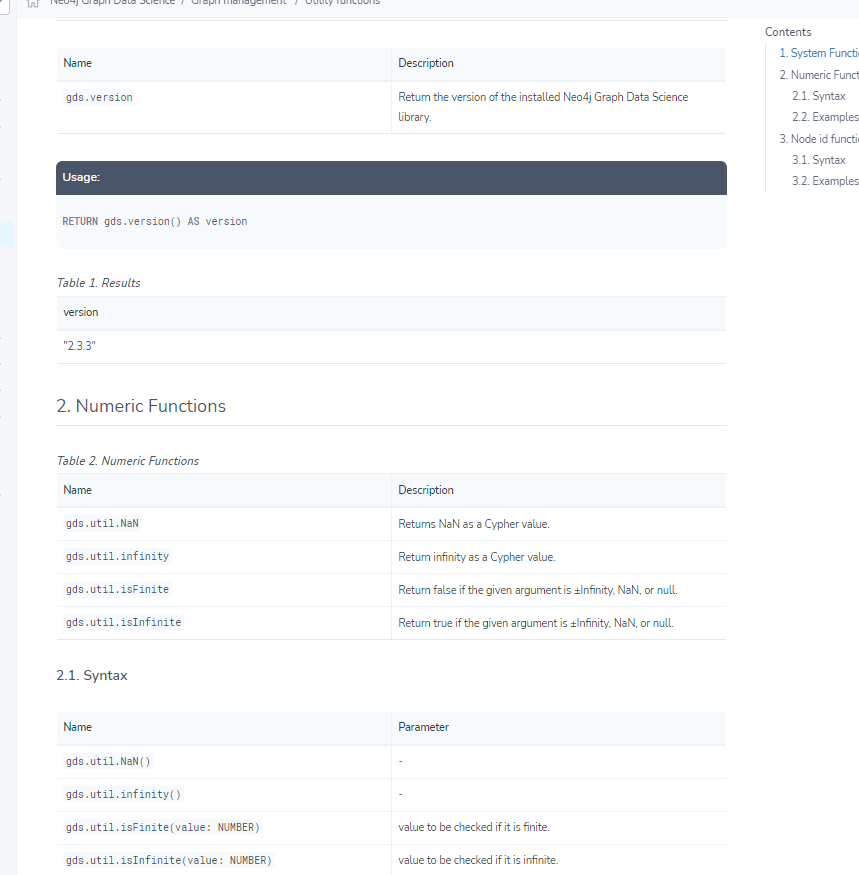 Neo4j Graph Data Science / Graph management / Utility functions
Contents
1. System Functi
2. Numeric Funct
2.1. Syntax
2.2. Examples
3. Node id functi
3.1. Syntax
3.2. Examples
Name Description
gds.version Return the version of the installed Neo4j Graph Data Science
library.
Usage:
RETURN gds.version() AS version
Table 1. Results
version
"2.3.3"
2. Numeric Functions
Table 2. Numeric Functions
Name Description
gds.util.NaN Returns NaN as a Cypher value.
gds.util.infinity Return infinity as a Cypher value.
gds.util.isFinite Return false if the given argument is ±Infinity, NaN, or null.
gds.util.isInfinite Return true if the given argument is ±Infinity, NaN, or null.
2.1. Syntax
Name Parameter
gds.util.NaN() -
gds.util.infinity() -
gds.util.isFinite(value: NUMBER) value to be checked if it is finite.
gds.util.isInfinite(value: NUMBER) value to be checked if it is infinite.